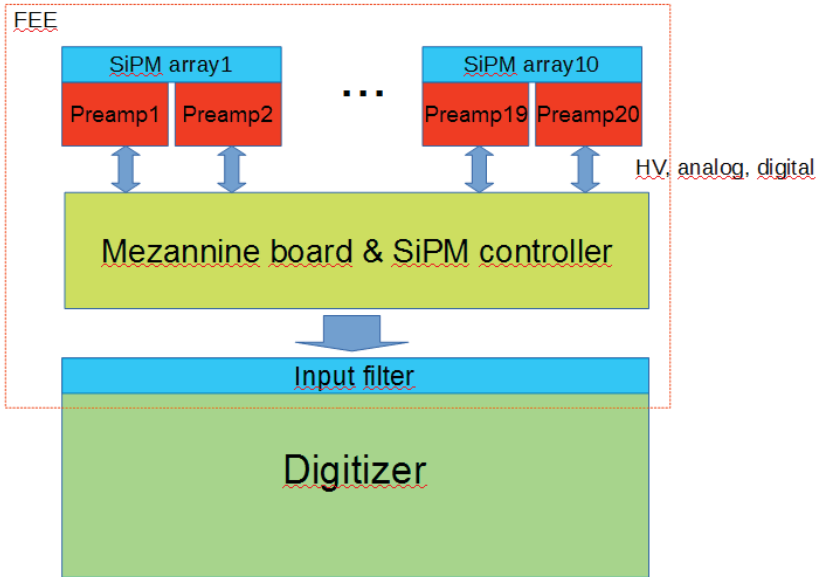 FEE
SiPM array1
SiPM array10
...
Preamp1
Preamp2
Preamp19
Preamp20
HV, analog, digital
Mezannine board & SiPM controller
Input filter
Digitizer